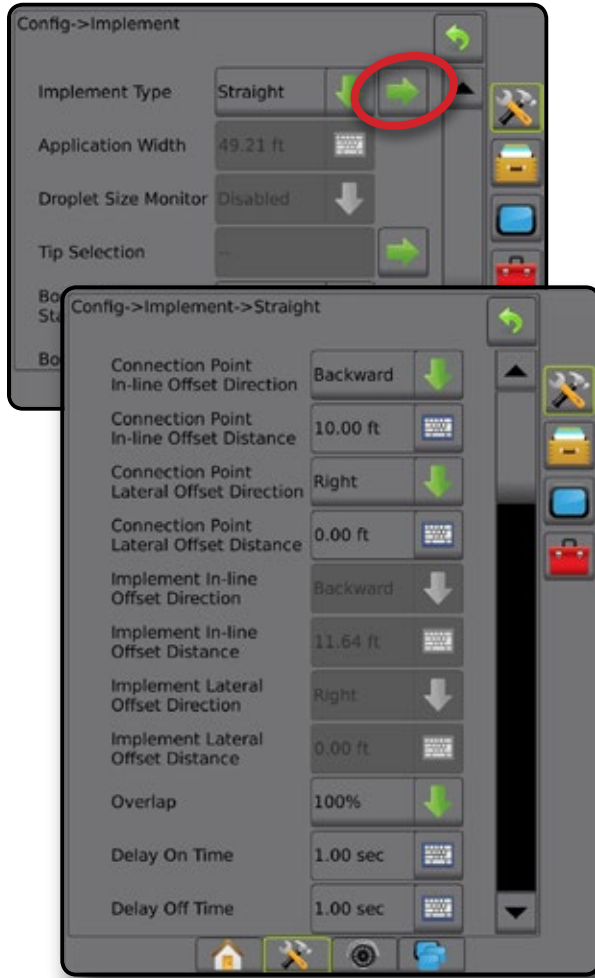 Config->Implement
Implement Type Straight
Application Width 49.21 ft
Droplet Size Monitor Disabled
Tip Selection --
Bo
Sta
Bo
Config->Implement->Straight
Connection Point
In-line Offset Direction Backward
Connection Point
In-line Offset Distance 10.00 ft
Connection Point
Lateral Offset Direction Right
Connection Point
Lateral Offset Distance 0.00 ft
Implement In-line
Offset Direction Backward
Implement In-line
Offset Distance 11.64 ft
Implement Lateral
Offset Direction Right
Implement Lateral
Offset Distance 0.00 ft
Overlap 100%
Delay On Time 1.00 sec
Delay Off Time 1.00 sec